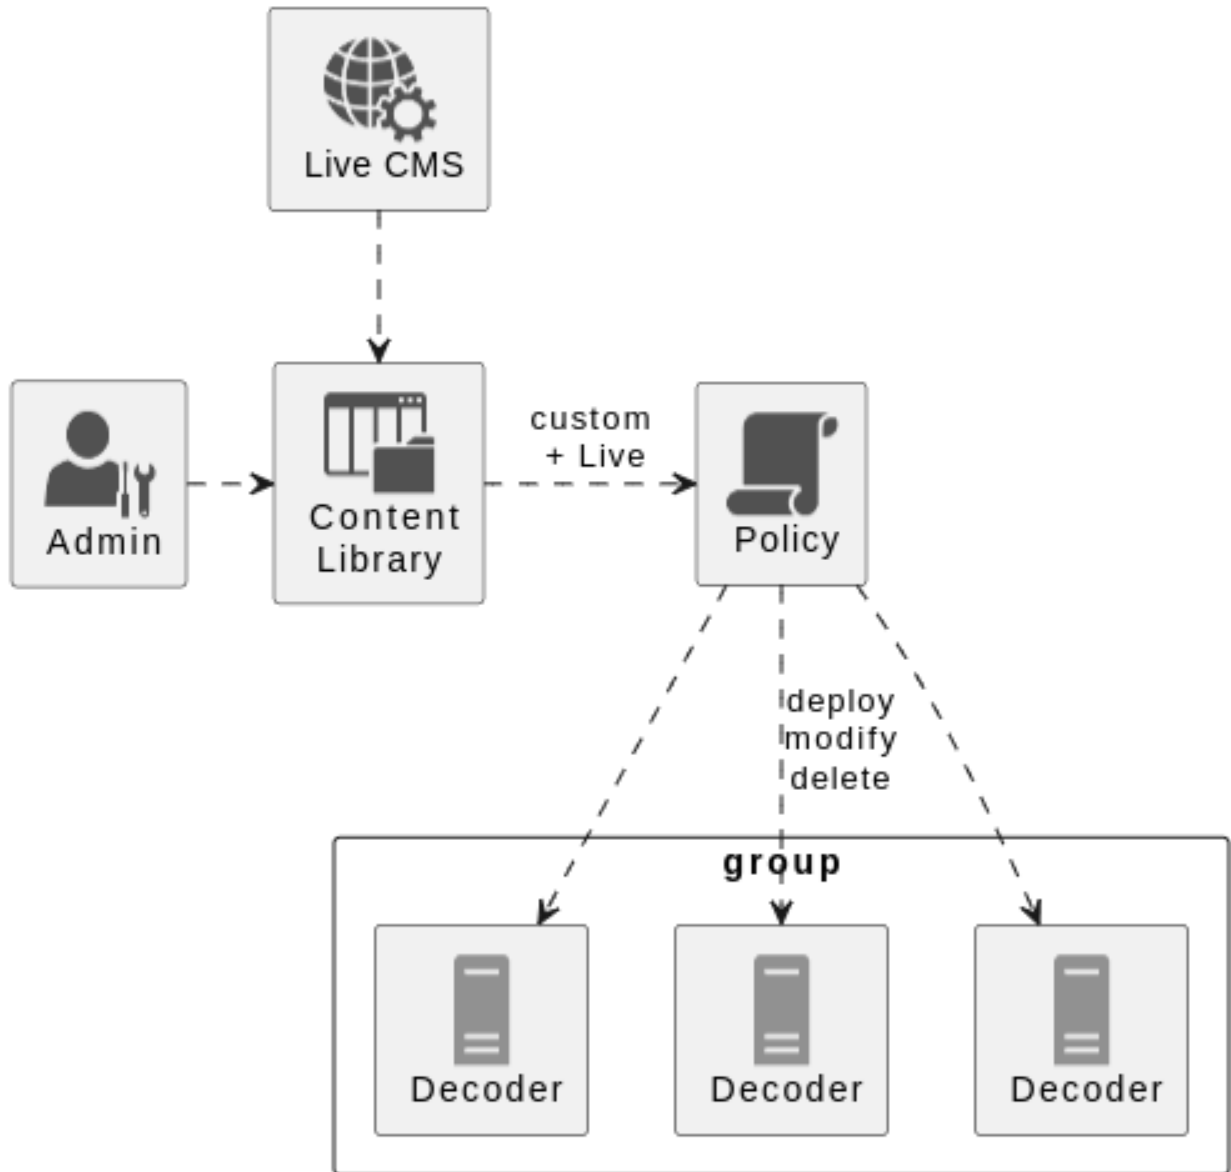 Live CMS
Admin
Content
Library
custom
+ Live
Policy
deploy
modify
delete
group
Decoder
Decoder
Decoder